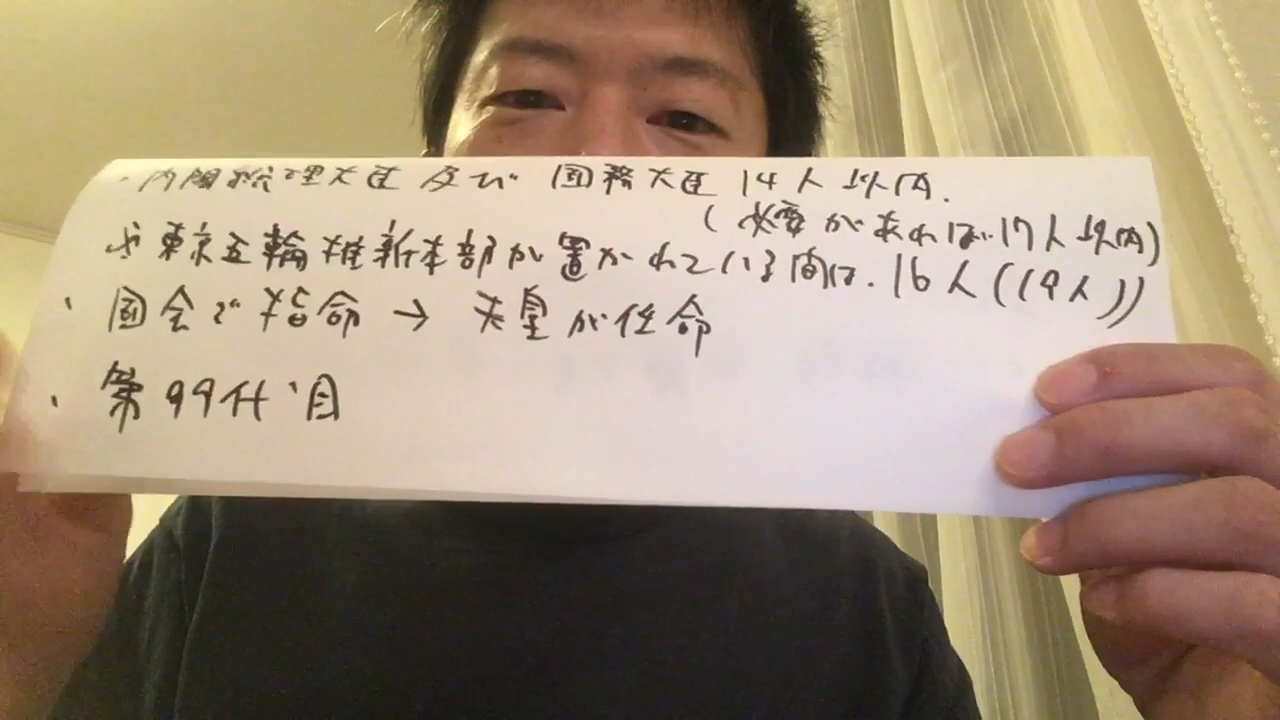 ・内閣総理大臣 及び 国務大臣 14人以内.
(必要があれば 17人以内)
※東京五輪推新本部が置かれている間は. 16人((19人))
・国会で指命 → 天皇が任命
・第99代目